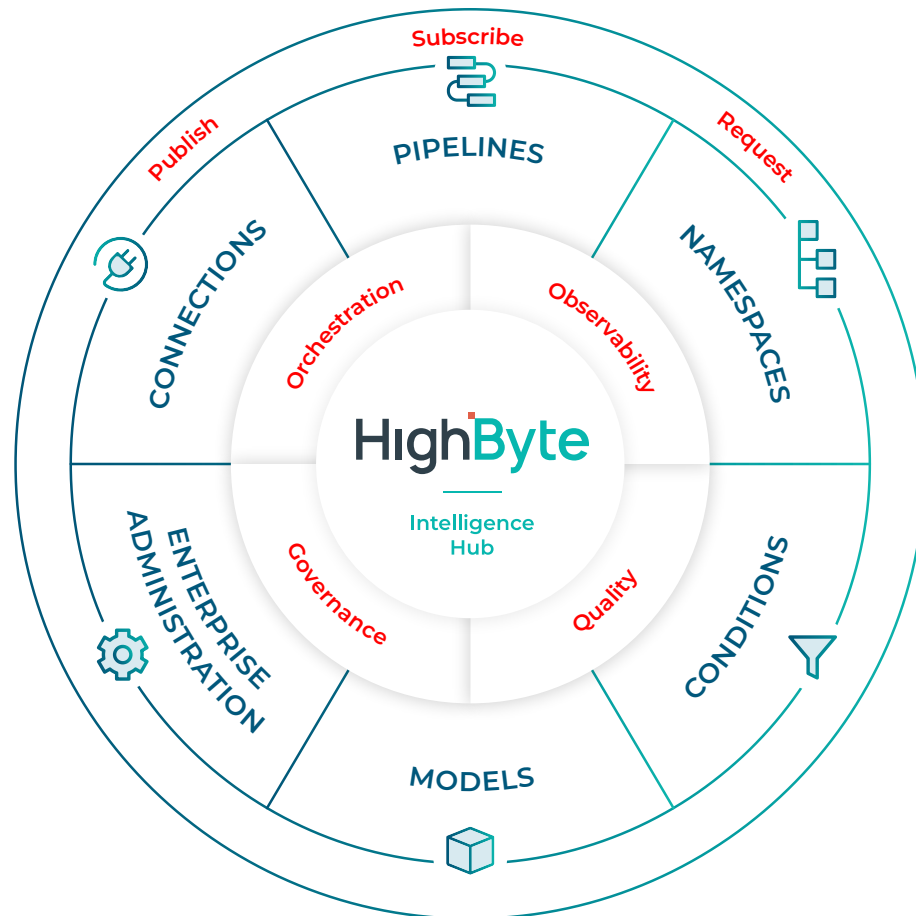 Subscribe
Publish
Request
PIPELINES
CONNECTIONS
NAMESPACES
Orchestration
Observability
HighByte
Intelligence
Hub
ENTERPRISE
ADMINISTRATION
Governance
Quality
CONDITIONS
MODELS